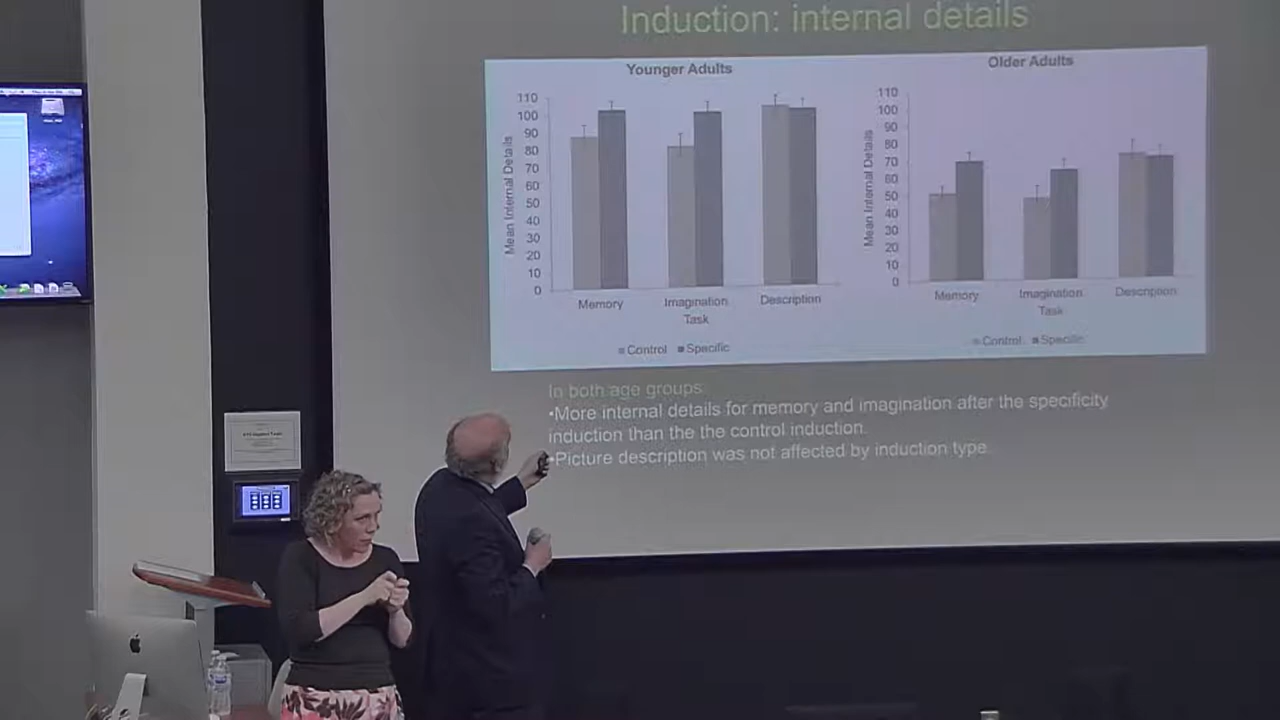 Induction: internal details
Younger Adults
Mean Internal Details
110
100
90
80
70
60
50
40
30
20
10
0
Memory
Imagination
Description
Task
Control
Specific
Older Adults
Mean Internal Details
110
100
90
80
70
60
50
40
30
20
10
0
Memory
Imagination
Description
Task
Control
Specific
In both age groups:
•More internal details for memory and imagination after the specificity
induction than the the control induction.
•Picture description was not affected by induction type.